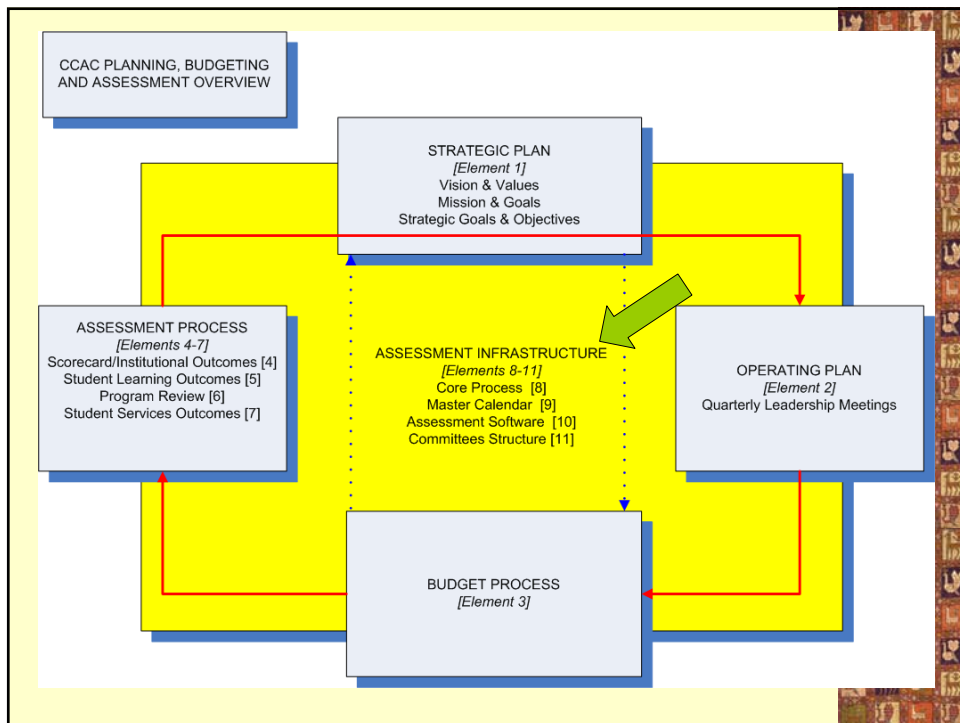 CCAC PLANNING, BUDGETING
AND ASSESSMENT OVERVIEW
STRATEGIC PLAN
[Element 1]
Vision & Values
Mission & Goals
Strategic Goals & Objectives
ASSESSMENT PROCESS
[Elements 4-7]
Scorecard/Institutional Outcomes [4]
Student Learning Outcomes [5]
Program Review [6]
Student Services Outcomes [7]
ASSESSMENT INFRASTRUCTURE
[Elements 8-11]
Core Process [8]
Master Calendar [9]
Assessment Software [10]
Committees Structure [11]
OPERATING PLAN
[Element 2]
Quarterly Leadership Meetings
BUDGET PROCESS
[Element 3]